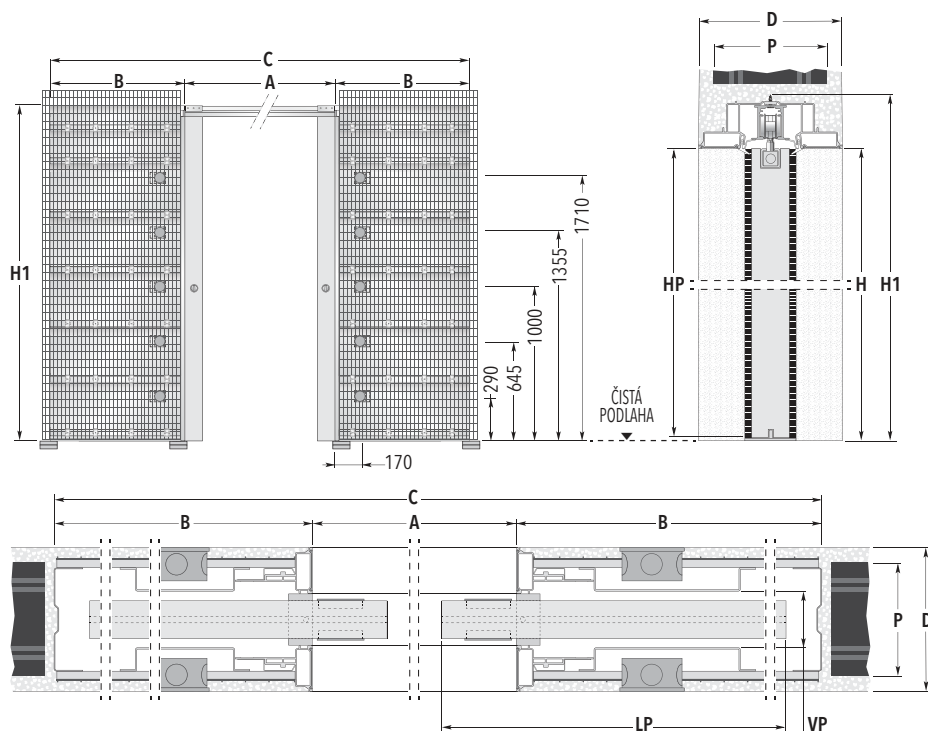 C
B
A
B
H1
1710
1355
1000
645
290
170
ČISTÁ
PODLAHA
D
P
HP
H
H1
C
B
A
B
P
D
LP
VP